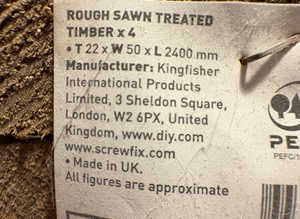 ROUGH SAWN TREATED
TIMBER x 4
• T 22 x W 50 x L 2400 mm
Manufacturer: Kingfisher
International Products
Limited, 3 Sheldon Square,
London, W2 6PX, United
Kingdom, www.diy.com
www.screwfix.com
• Made in UK.
All figures are approximate
PE
PEFC/